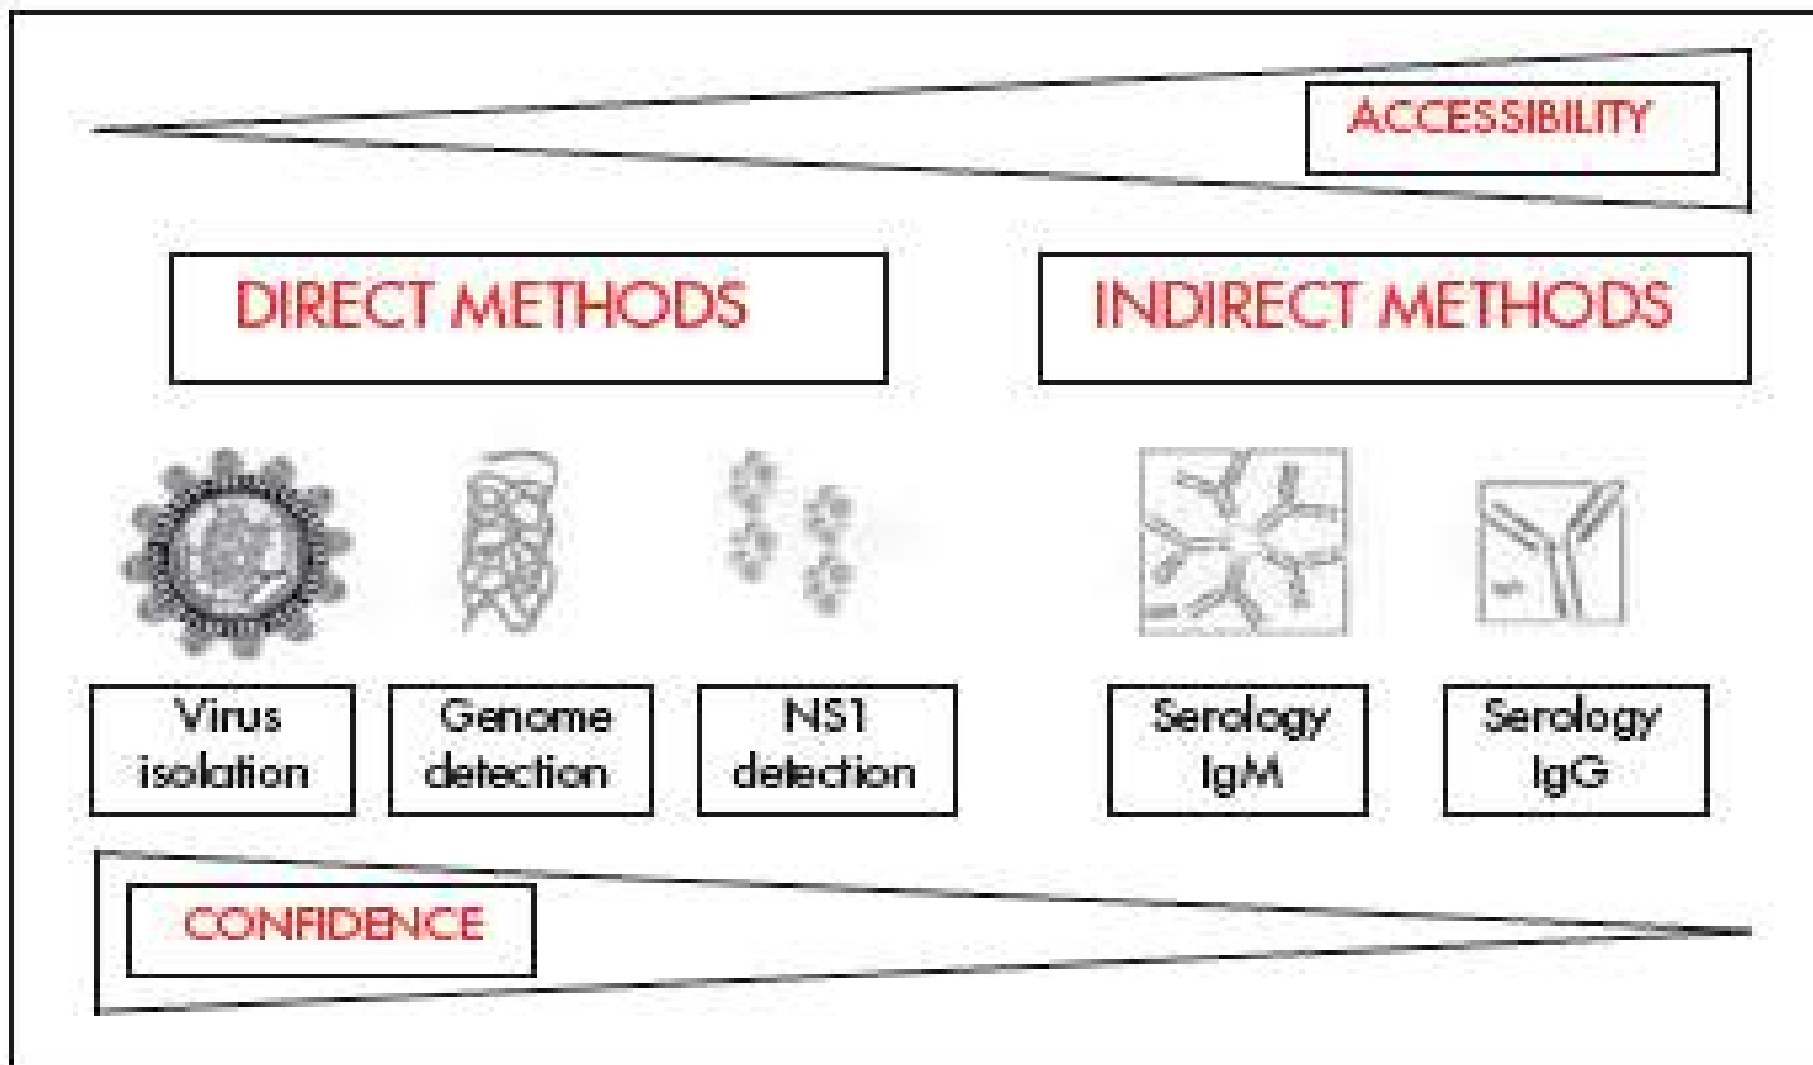 ACCESSIBILITY
DIRECT METHODS
INDIRECT METHODS
Virus
isolation
Genome
detection
NS1
detection
Serology
IgM
Serology
IgG
CONFIDENCE